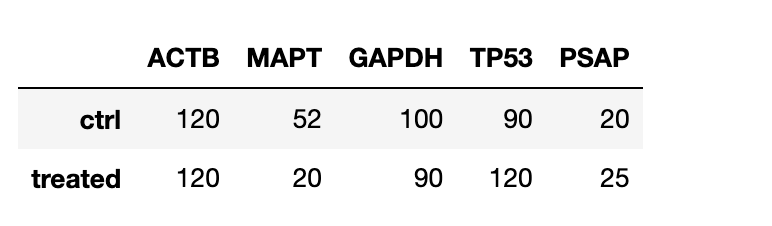 ACTB MAPT GAPDH TP53 PSAP
ctrl 120 52 100 90 20
treated 120 20 90 120 25